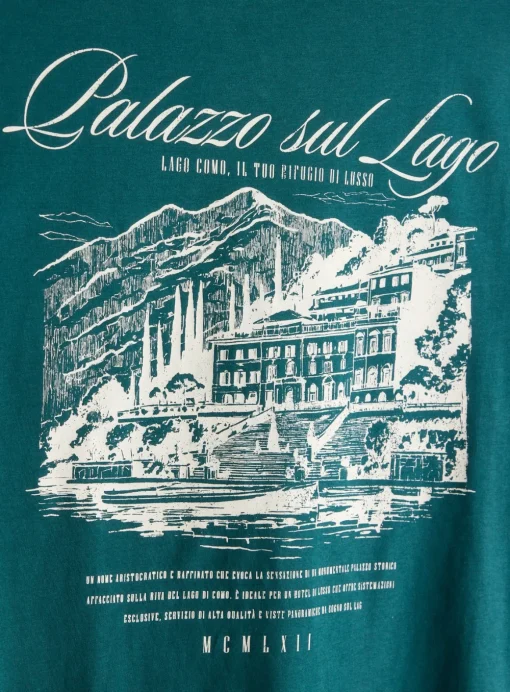 Palazzo sul Lago
LAGO COMO, IL TUO RIFUGIO DI LUSSO
UN NOME ARISTOCRATICO E RAFFINATO CHE EVOCA LA SENSAZIONE DI UN MONUMENTALE PALAZZO STORICO
AFFACCIATO SULLA RIVA DEL LAGO DI COMO. È IDEALE PER UN HOTEL DI LUSSO CHE OFFRE SISTEMAZIONI
ESCLUSIVE, SERVIZIO DI ALTA QUALITÀ E VISTE PANORAMICHE DA SOGNO SUL LAG
MCMLXII